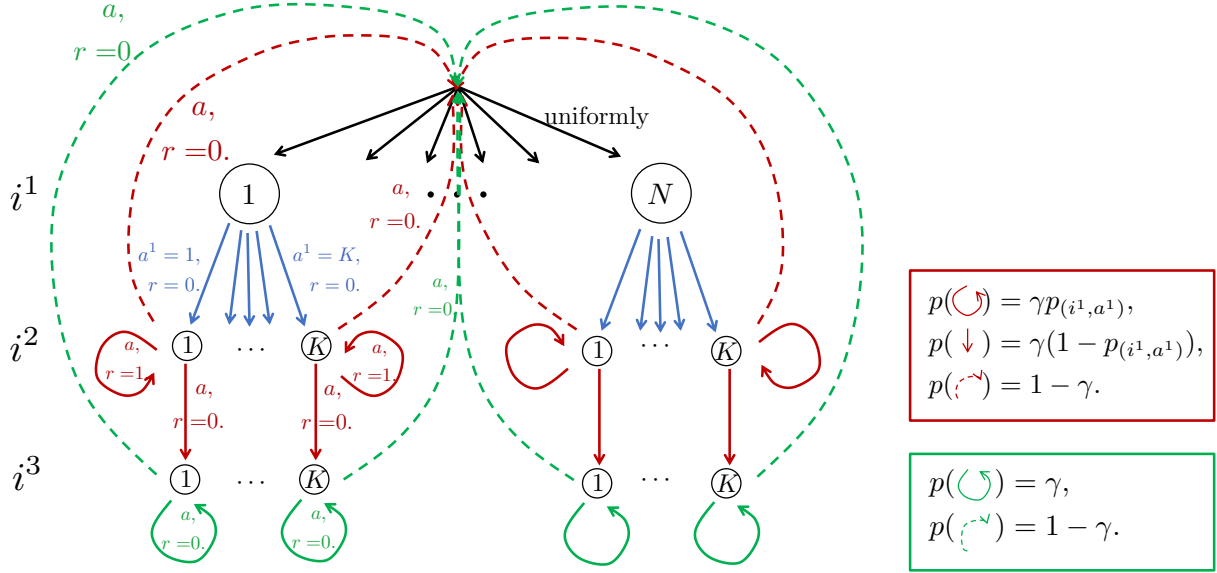 a,
r =0
uniformly
a,
r =0.
i^1
1
a,
r =0.
· · ·
N
a^1 = 1,
r =0.
a^1 = K,
r =0.
a,
r =0
i^2
1
· · ·
K
1
· · ·
K
a,
r =1.
a,
r =1.
a,
r =0.
a,
r =0.
i^3
1
· · ·
K
1
· · ·
K
a,
r =0.
a,
r =0.
p( ) = γp_{(i^1,a^1)},
p( ) = γ(1 − p_{(i^1,a^1)}),
p( ) = 1 − γ.
p( ) = γ,
p( ) = 1 − γ.